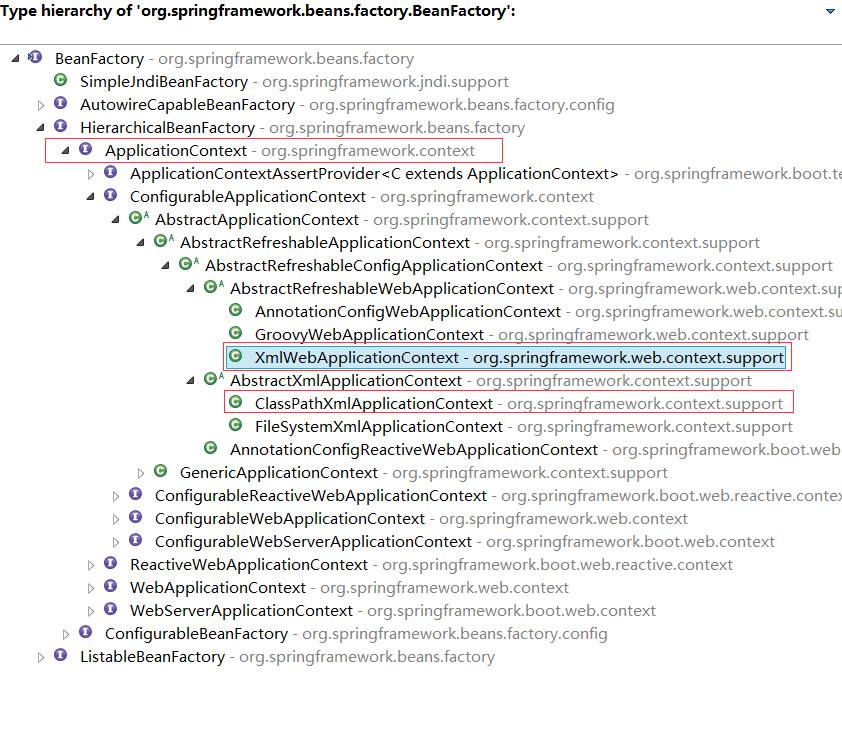 Type hierarchy of 'org.springframework.beans.factory.BeanFactory':
BeanFactory - org.springframework.beans.factory
SimpleJndiBeanFactory - org.springframework.jndi.support
AutowireCapableBeanFactory - org.springframework.beans.factory.config
HierarchicalBeanFactory - org.springframework.beans.factory
ApplicationContext - org.springframework.context
ApplicationContextAssertProvider<C extends ApplicationContext> - org.springframework.boot.te
ConfigurableApplicationContext - org.springframework.context
AbstractApplicationContext - org.springframework.context.support
AbstractRefreshableApplicationContext - org.springframework.context.support
AbstractRefreshableConfigApplicationContext - org.springframework.context.support
AbstractRefreshableWebApplicationContext - org.springframework.web.context.su
AnnotationConfigWebApplicationContext - org.springframework.web.context.su
GroovyWebApplicationContext - org.springframework.web.context.support
XmlWebApplicationContext - org.springframework.web.context.support
AbstractXmlApplicationContext - org.springframework.context.support
ClassPathXmlApplicationContext - org.springframework.context.support
FileSystemXmlApplicationContext - org.springframework.context.support
AnnotationConfigReactiveWebApplicationContext - org.springframework.boot.web
GenericApplicationContext - org.springframework.context.support
ConfigurableReactiveWebApplicationContext - org.springframework.boot.web.reactive.contex
ConfigurableWebApplicationContext - org.springframework.web.context
ConfigurableWebServerApplicationContext - org.springframework.boot.web.context
ReactiveWebApplicationContext - org.springframework.boot.web.reactive.context
WebApplicationContext - org.springframework.web.context
WebServerApplicationContext - org.springframework.boot.web.context
ConfigurableBeanFactory - org.springframework.beans.factory.config
ListableBeanFactory - org.springframework.beans.factory